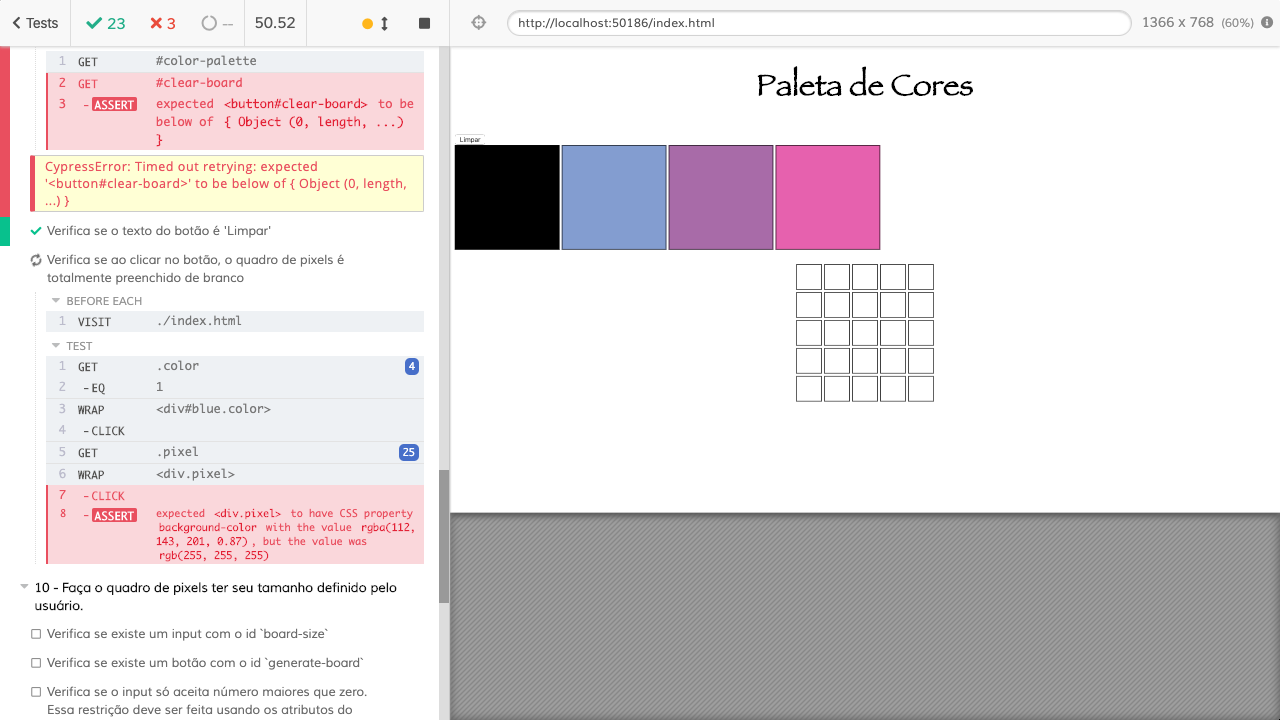 Tests
23
3
--
50.52
http://localhost:50186/index.html
1366 x 768 (60%)
1 GET #color-palette
2 GET #clear-board
3 - ASSERT expected <button#clear-board> to be
below of { Object (0, length, ...)
}
CypressError: Timed out retrying: expected
'<button#clear-board>' to be below of { Object (0, length,
...) }
Verifica se o texto do botão é 'Limpar'
Verifica se ao clicar no botão, o quadro de pixels é
totalmente preenchido de branco
BEFORE EACH
1 VISIT ./index.html
TEST
1 GET .color 4
2 - EQ 1
3 WRAP <div#blue.color>
4 - CLICK
5 GET .pixel 25
6 WRAP <div.pixel>
7 - CLICK
8 - ASSERT expected <div.pixel> to have CSS property
background-color with the value rgba(112,
143, 201, 0.87) , but the value was
rgb(255, 255, 255)
10 - Faça o quadro de pixels ter seu tamanho definido pelo
usuário.
Verifica se existe um input com o id `board-size`
Verifica se existe um botão com o id `generate-board`
Verifica se o input só aceita número maiores que zero.
Essa restrição deve ser feita usando os atributos do
Paleta de Cores
Limpar